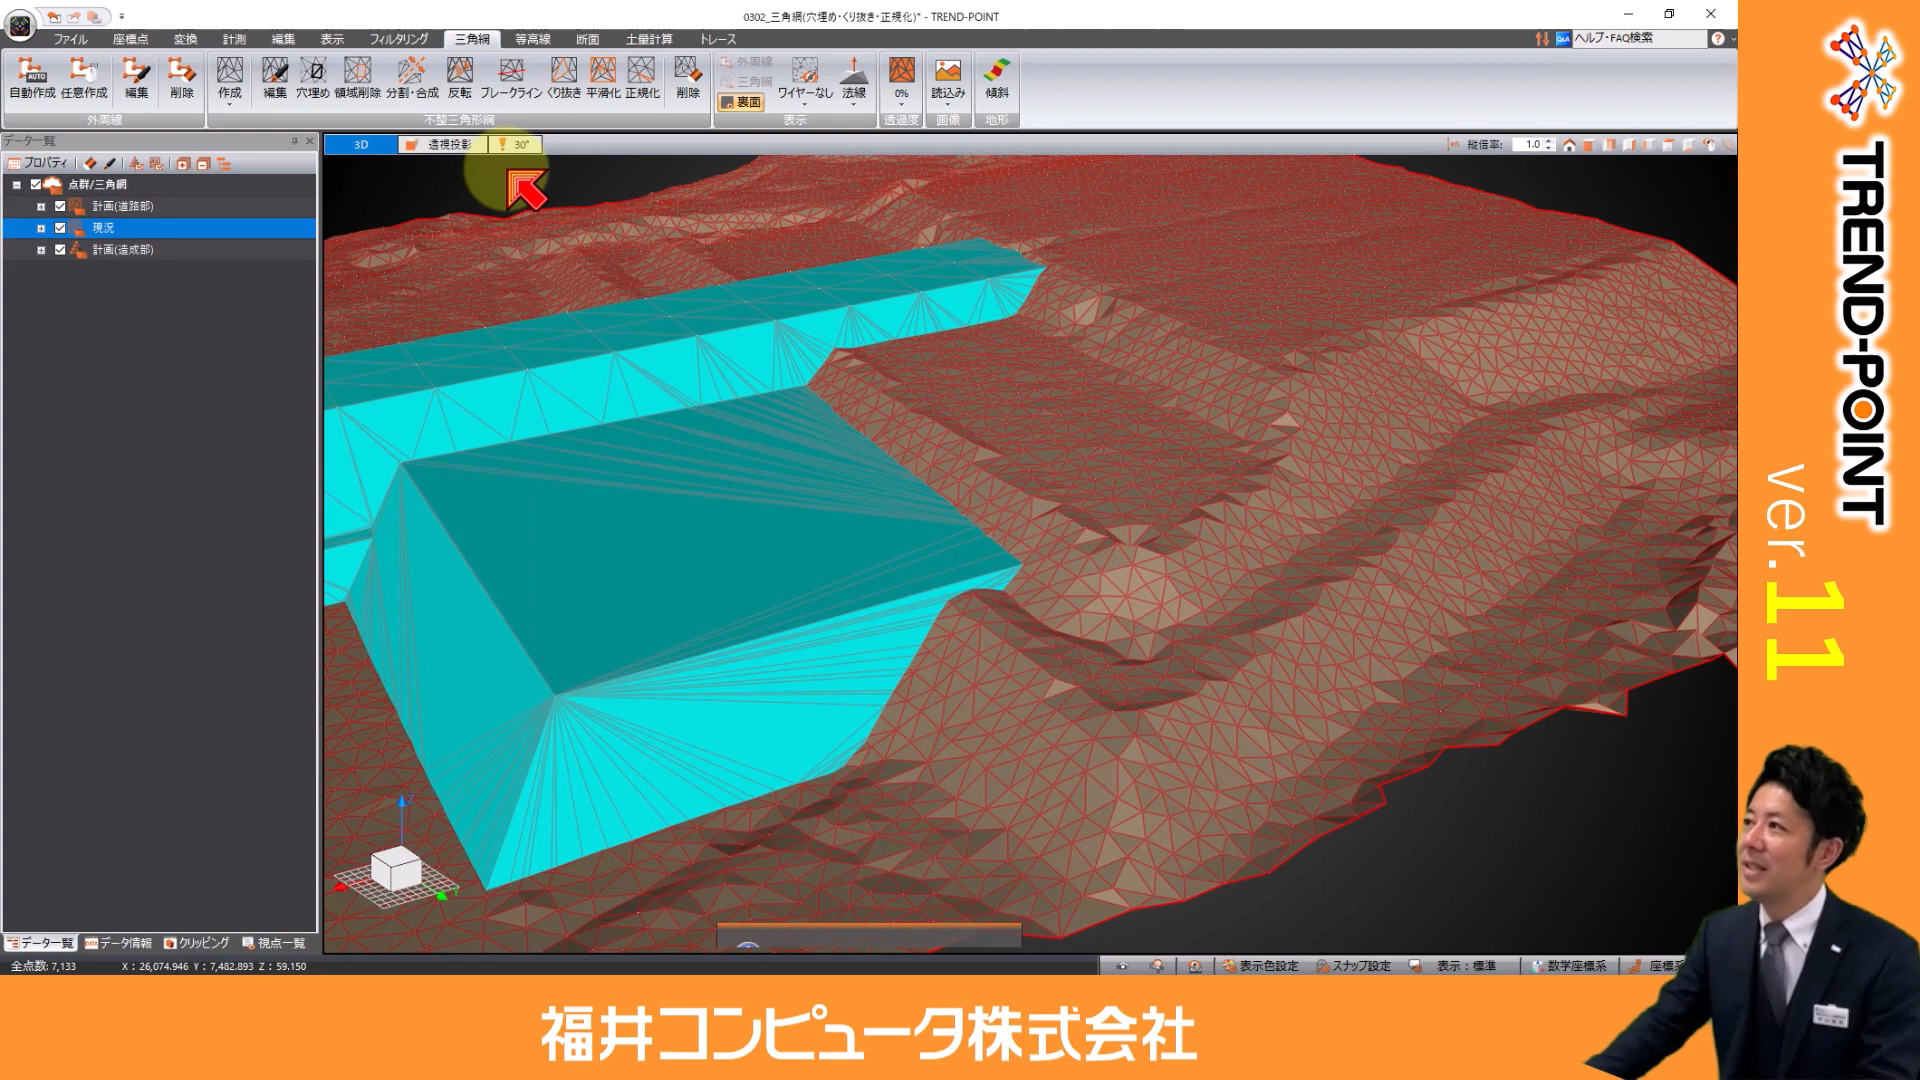 0302_三角網(穴埋め・くり抜き・正規化)* - TREND-POINT
ファイル 座標点 変換 計測 編集 表示 フィルタリング 三角網 等高線 断面 土量計算 トレース
Q&A ヘルプ・FAQ検索
自動作成 任意作成 編集 削除 作成 編集 穴埋め 領域削除 分割・合成 反転 ブレークライン くり抜き 平滑化 正規化 削除
外周線
三角網
裏面
ワイヤーなし 法線 0% 読込み 傾斜
外周線 不整三角形網 表示 透過度 画像 地形
データ一覧
3D 透視投影 30°
縦倍率: 1.0
プロパティ
点群/三角網
計画(道路部)
現況
計画(造成部)
Z
Y
データ一覧 データ情報 クリッピング 視点一覧
全点数: 7,133 X : 26,074.946 Y : 7,482.893 Z : 59.150
表示色設定 スナップ設定 表示 : 標準 数学座標系 座標系
TREND-POINT
ver.11
福井コンピュータ株式会社